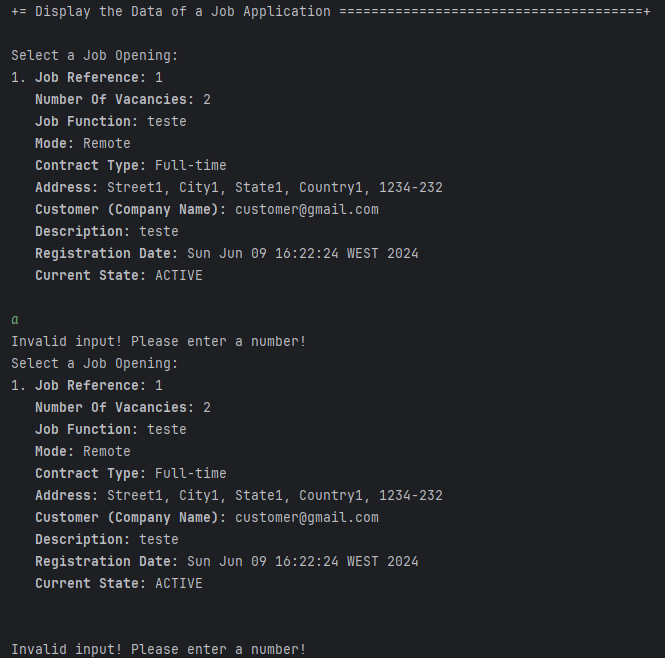 += Display the Data of a Job Application ======================================+
Select a Job Opening:
1. Job Reference: 1
Number Of Vacancies: 2
Job Function: teste
Mode: Remote
Contract Type: Full-time
Address: Street1, City1, State1, Country1, 1234-232
Customer (Company Name): customer@gmail.com
Description: teste
Registration Date: Sun Jun 09 16:22:24 WEST 2024
Current State: ACTIVE
a
Invalid input! Please enter a number!
Select a Job Opening:
1. Job Reference: 1
Number Of Vacancies: 2
Job Function: teste
Mode: Remote
Contract Type: Full-time
Address: Street1, City1, State1, Country1, 1234-232
Customer (Company Name): customer@gmail.com
Description: teste
Registration Date: Sun Jun 09 16:22:24 WEST 2024
Current State: ACTIVE
Invalid input! Please enter a number!